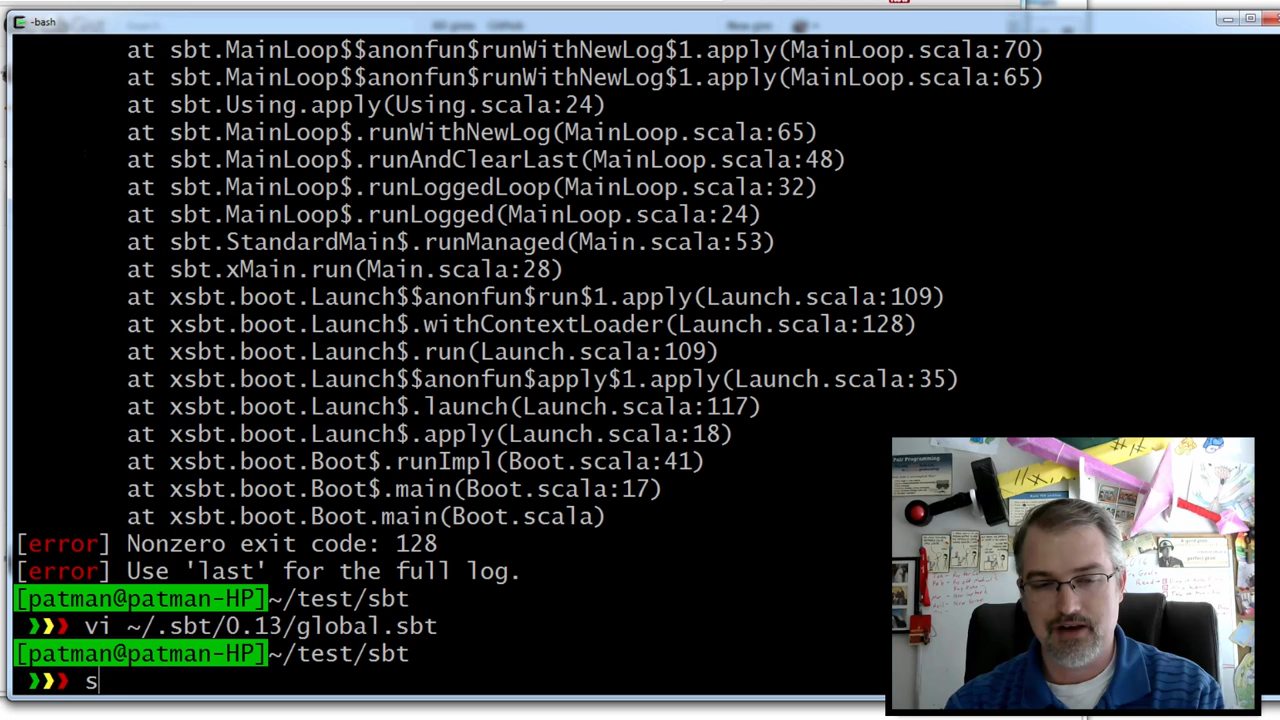 -bash
at sbt.MainLoop$$anonfun$runWithNewLog$1.apply(MainLoop.scala:70)
at sbt.MainLoop$$anonfun$runWithNewLog$1.apply(MainLoop.scala:65)
at sbt.Using.apply(Using.scala:24)
at sbt.MainLoop$.runWithNewLog(MainLoop.scala:65)
at sbt.MainLoop$.runAndClearLast(MainLoop.scala:48)
at sbt.MainLoop$.runLoggedLoop(MainLoop.scala:32)
at sbt.MainLoop$.runLogged(MainLoop.scala:24)
at sbt.StandardMain$.runManaged(Main.scala:53)
at sbt.xMain.run(Main.scala:28)
at xsbt.boot.Launch$$anonfun$run$1.apply(Launch.scala:109)
at xsbt.boot.Launch$.withContextLoader(Launch.scala:128)
at xsbt.boot.Launch$.run(Launch.scala:109)
at xsbt.boot.Launch$$anonfun$apply$1.apply(Launch.scala:35)
at xsbt.boot.Launch$.launch(Launch.scala:117)
at xsbt.boot.Launch$.apply(Launch.scala:18)
at xsbt.boot.Boot$.runImpl(Boot.scala:41)
at xsbt.boot.Boot$.main(Boot.scala:17)
at xsbt.boot.Boot.main(Boot.scala)
[error] Nonzero exit code: 128
[error] Use 'last' for the full log.
[patman@patman-HP]~/test/sbt
❯❯❯ vi ~/.sbt/0.13/global.sbt
[patman@patman-HP]~/test/sbt
❯❯❯ s
Pair Programming